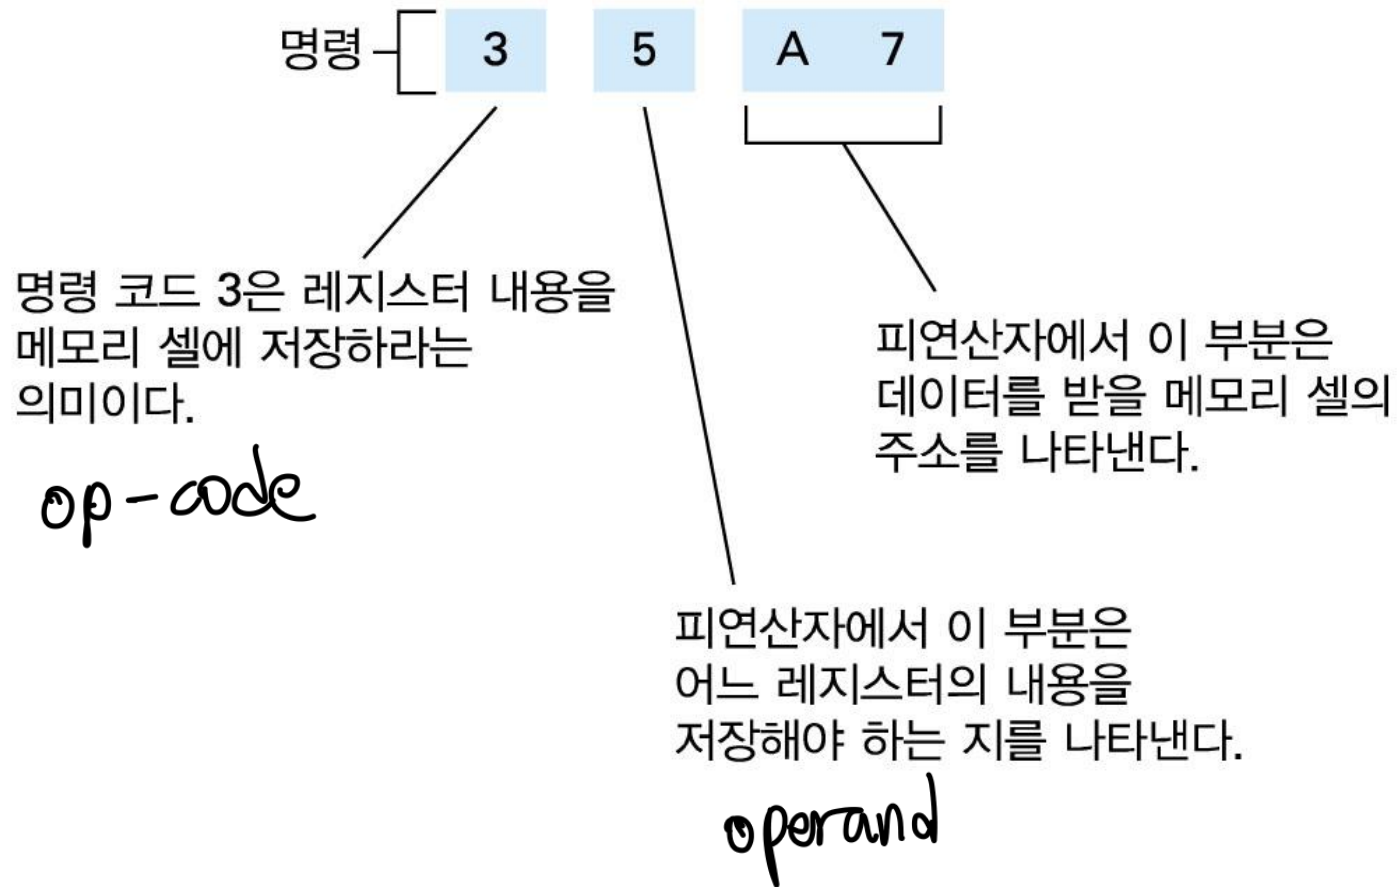 명령 3 5 A 7
명령 코드 3은 레지스터 내용을
메모리 셀에 저장하라는
의미이다.
op-code
피연산자에서 이 부분은
데이터를 받을 메모리 셀의
주소를 나타낸다.
피연산자에서 이 부분은
어느 레지스터의 내용을
저장해야 하는 지를 나타낸다.
operand